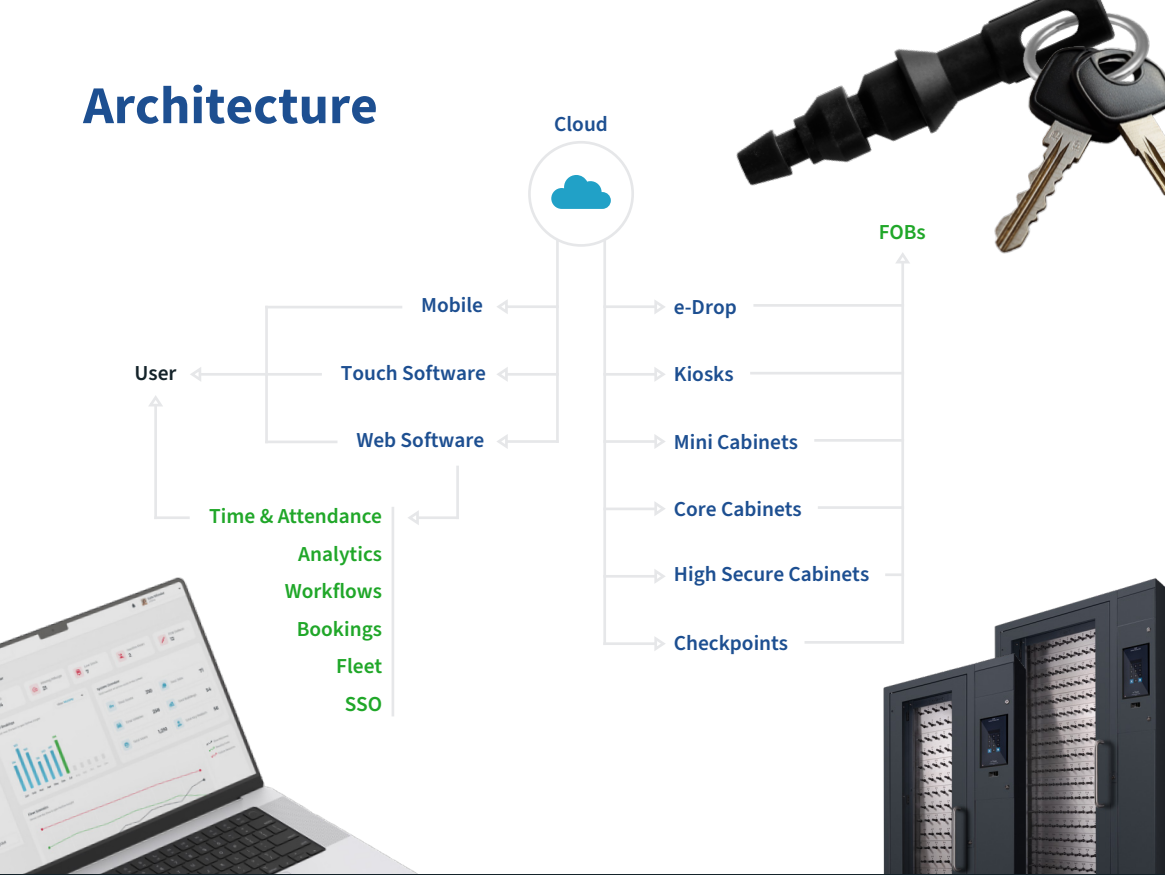 Architecture
Cloud
FOBs
Mobile
e-Drop
User
Touch Software
Kiosks
Web Software
Mini Cabinets
Time & Attendance
Core Cabinets
Analytics
High Secure Cabinets
Workflows
Bookings
Checkpoints
Fleet
SSO